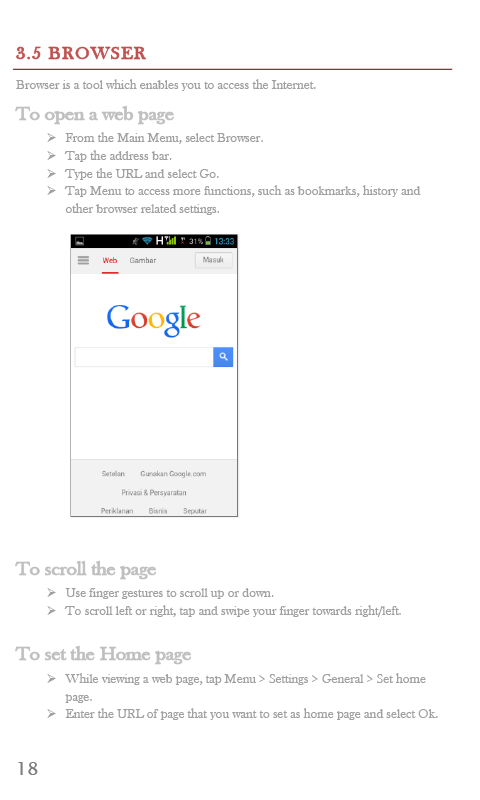 3.5 BROWSER
Browser is a tool which enables you to access the Internet.
To open a web page
➢ From the Main Menu, select Browser.
➢ Tap the address bar.
➢ Type the URL and select Go.
➢ Tap Menu to access more functions, such as bookmarks, history and
other browser related settings.
H 31% 13:33
Web Gambar Masuk
Google
Setelan Gunakan Google.com
Privasi & Persyaratan
Periklanan Bisnis Seputar
To scroll the page
➢ Use finger gestures to scroll up or down.
➢ To scroll left or right, tap and swipe your finger towards right/left.
To set the Home page
➢ While viewing a web page, tap Menu > Settings > General > Set home
page.
➢ Enter the URL of page that you want to set as home page and select Ok.
18